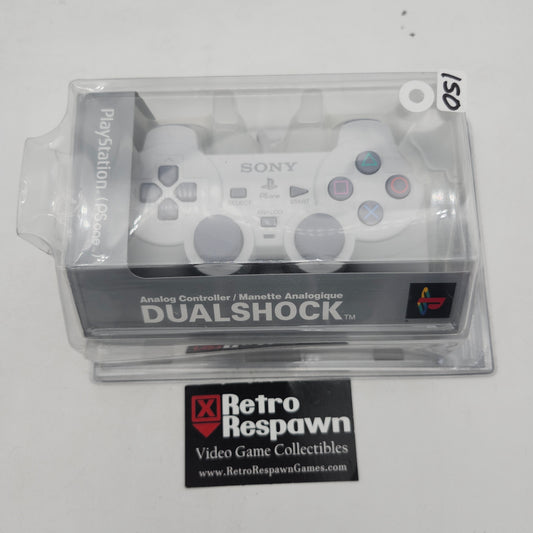 150
PlayStation®
SONY
PSone
SELECT
START
ANALOG
Analog Controller / Manette Analogique
DUALSHOCK™
Retro
Respawn
Video Game Collectibles
www.RetroRespawnGames.com